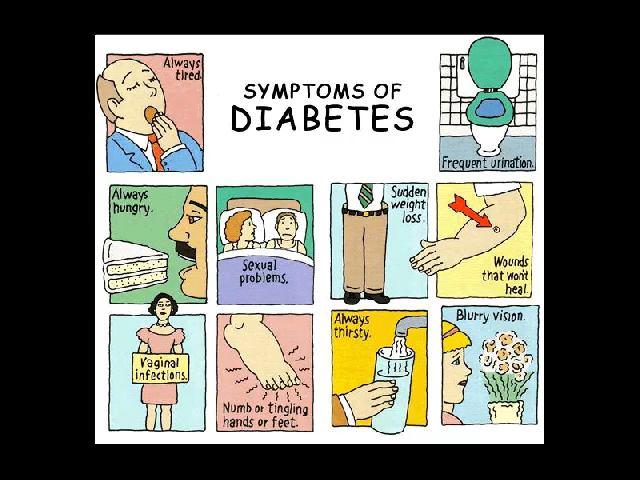 Always
tired.
SYMPTOMS OF
DIABETES
Frequent urination.
Always
hungry.
Sexual
problems.
Sudden
weight
loss.
Wounds
that won't
heal.
Vaginal
infections.
Numb or tingling
hands or feet.
Always
thirsty.
Blurry vision.